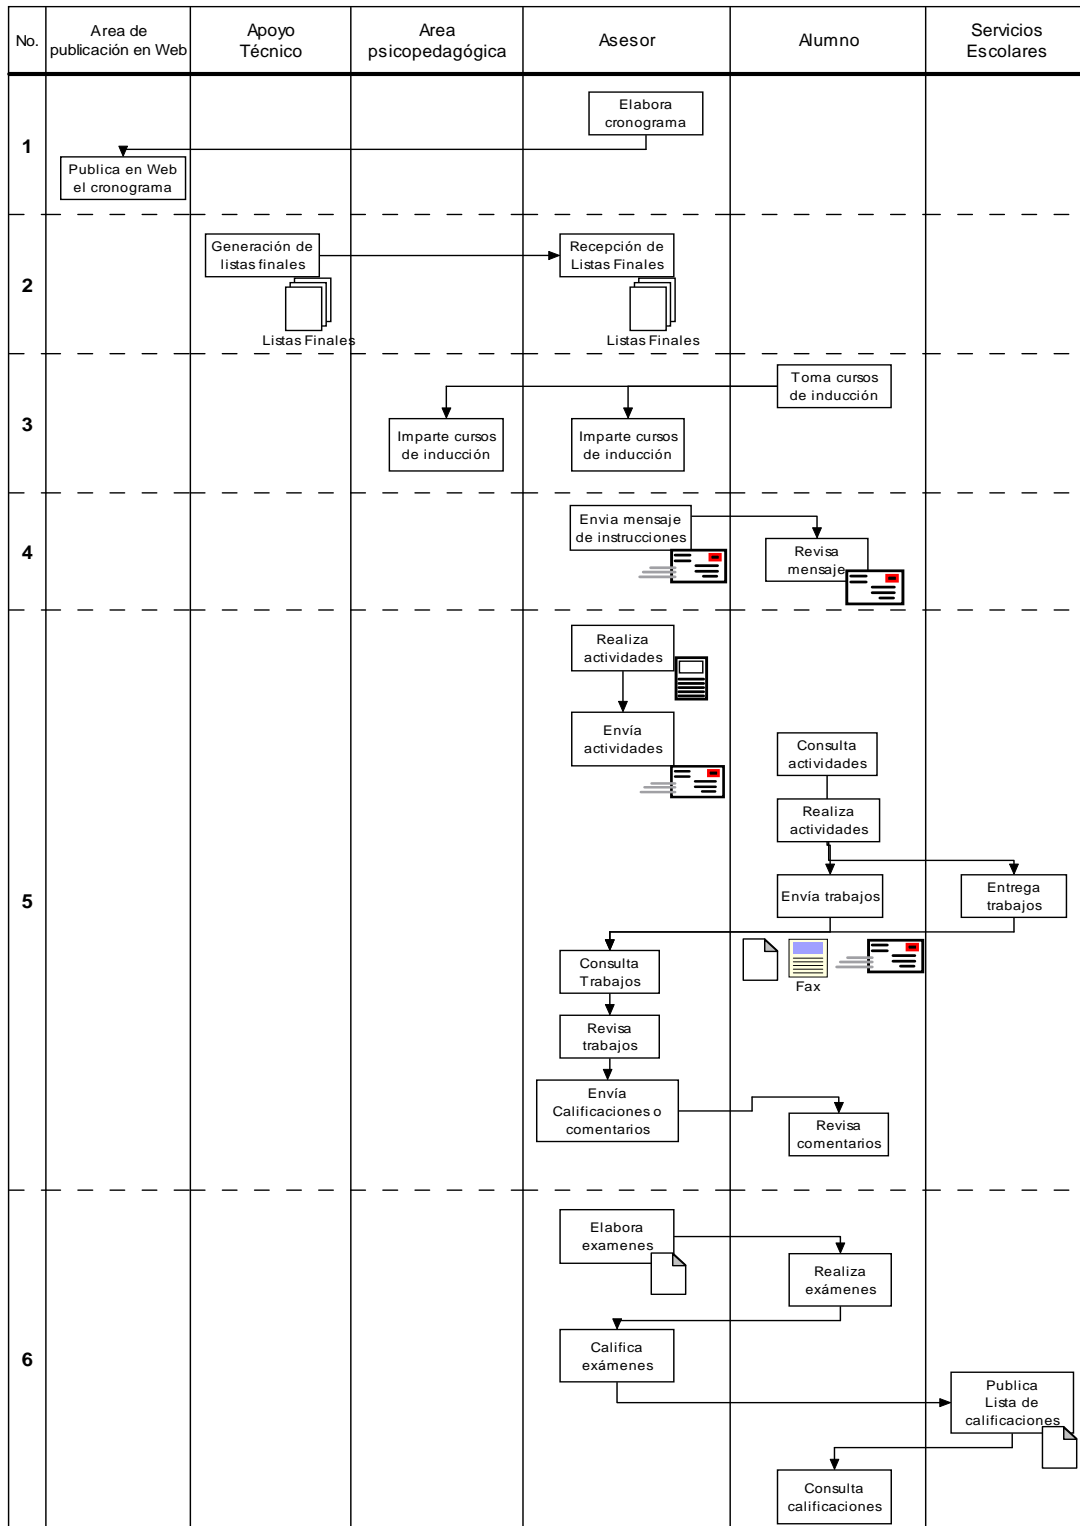 No.
Area de
publicación en Web
Apoyo
Técnico
Area
psicopedagógica
Asesor
Alumno
Servicios
Escolares
1
Elabora
cronograma
Publica en Web
el cronograma
2
Generación de
listas finales
Listas Finales
Recepción de
Listas Finales
Listas Finales
3
Toma cursos
de inducción
Imparte cursos
de inducción
Imparte cursos
de inducción
4
Envia mensaje
de instrucciones
Revisa
mensaje
5
Realiza
actividades
Envía
actividades
Consulta
actividades
Realiza
actividades
Envía trabajos
Entrega
trabajos
Fax
Consulta
Trabajos
Revisa
trabajos
Envía
Calificaciones o
comentarios
Revisa
comentarios
6
Elabora
examenes
Realiza
exámenes
Califica
exámenes
Publica
Lista de
calificaciones
Consulta
calificaciones